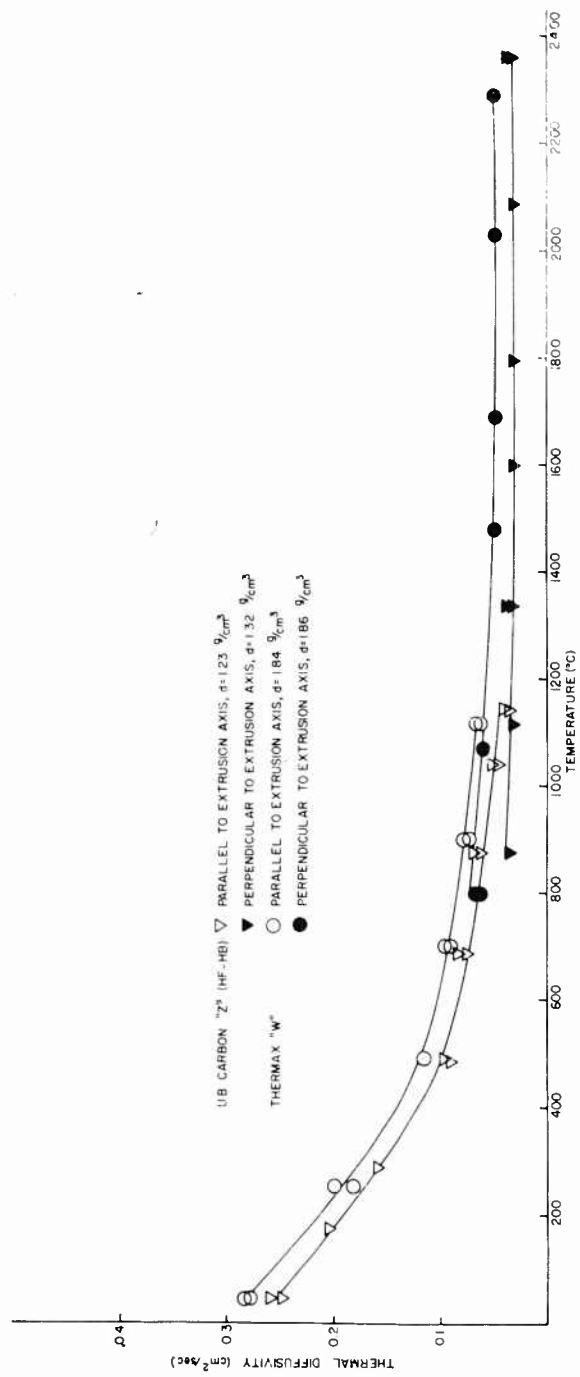 THERMAL DIFFUSIVITY (cm²/sec)
0.4
0.3
0.2
0.1
0
UB CARBON "Z" (HF-HB) ▽ PARALLEL TO EXTRUSION AXIS, d=1.23 g/cm³
▼ PERPENDICULAR TO EXTRUSION AXIS, d=1.32 g/cm³
THERMAX "W" ○ PARALLEL TO EXTRUSION AXIS, d=1.84 g/cm³
● PERPENDICULAR TO EXTRUSION AXIS, d=1.86 g/cm³
200
400
600
800
1000
1200
1400
1600
1800
2000
2200
2400
TEMPERATURE (°C)